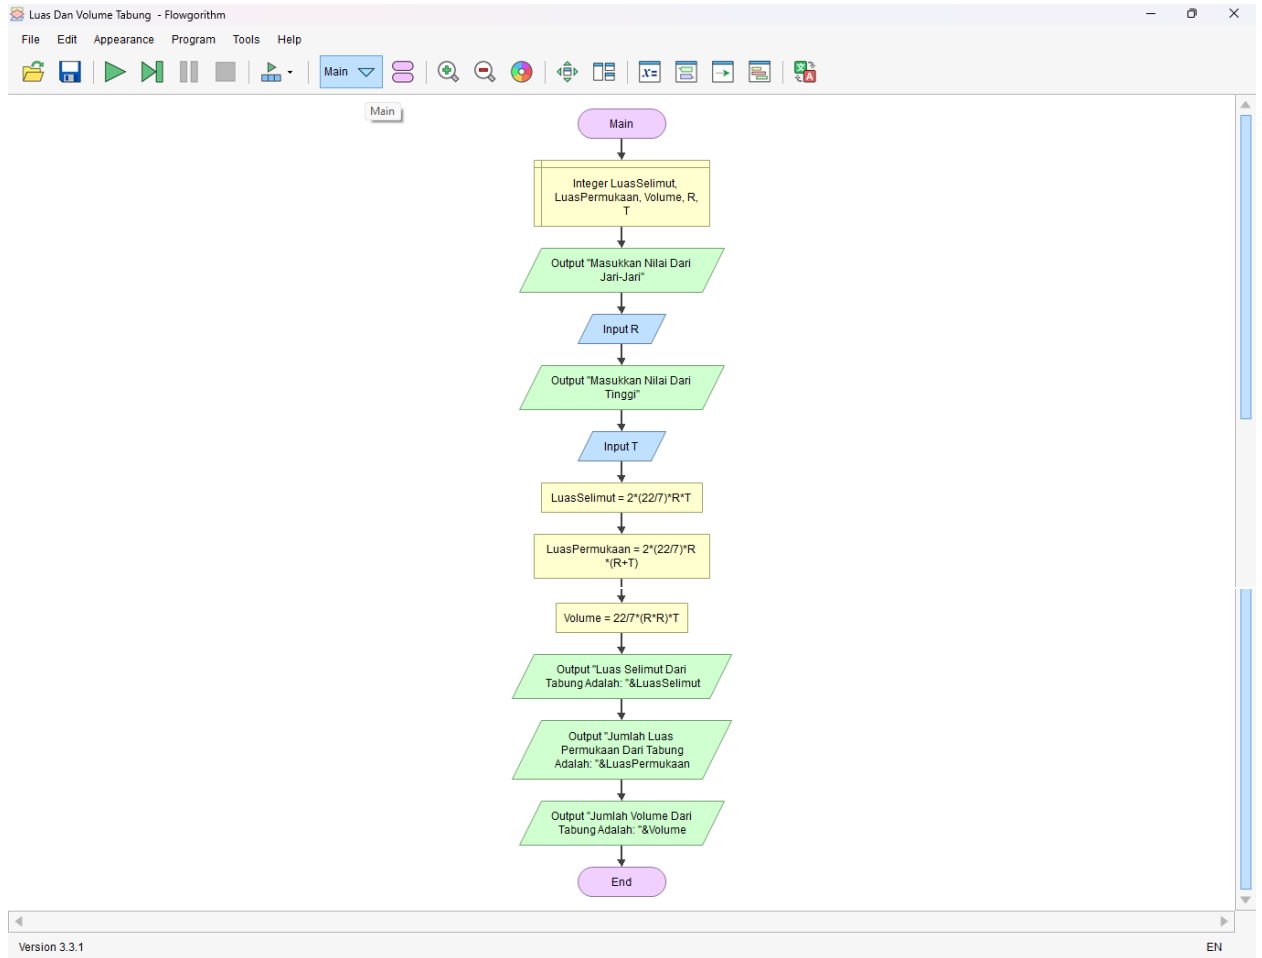 Luas Dan Volume Tabung - Flowgorithm
File Edit Appearance Program Tools Help
Main
x=
文
A
Main
Main
Integer LuasSelimut,
LuasPermukaan, Volume, R,
T
Output "Masukkan Nilai Dari
Jari-Jari"
Input R
Output "Masukkan Nilai Dari
Tinggi"
Input T
LuasSelimut = 2*(22/7)*R*T
LuasPermukaan = 2*(22/7)*R
*(R+T)
Volume = 22/7*(R*R)*T
Output "Luas Selimut Dari
Tabung Adalah: "&LuasSelimut
Output "Jumlah Luas
Permukaan Dari Tabung
Adalah: "&LuasPermukaan
Output "Jumlah Volume Dari
Tabung Adalah: "&Volume
End
Version 3.3.1
EN